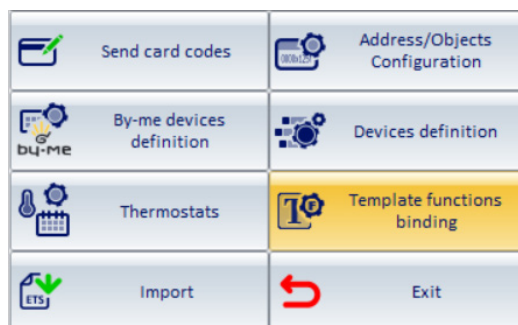 Send card codes
Address/Objects
Configuration
By-me devices
definition
by-me
Devices definition
Thermostats
Template functions
binding
T F
ETS
Import
Exit